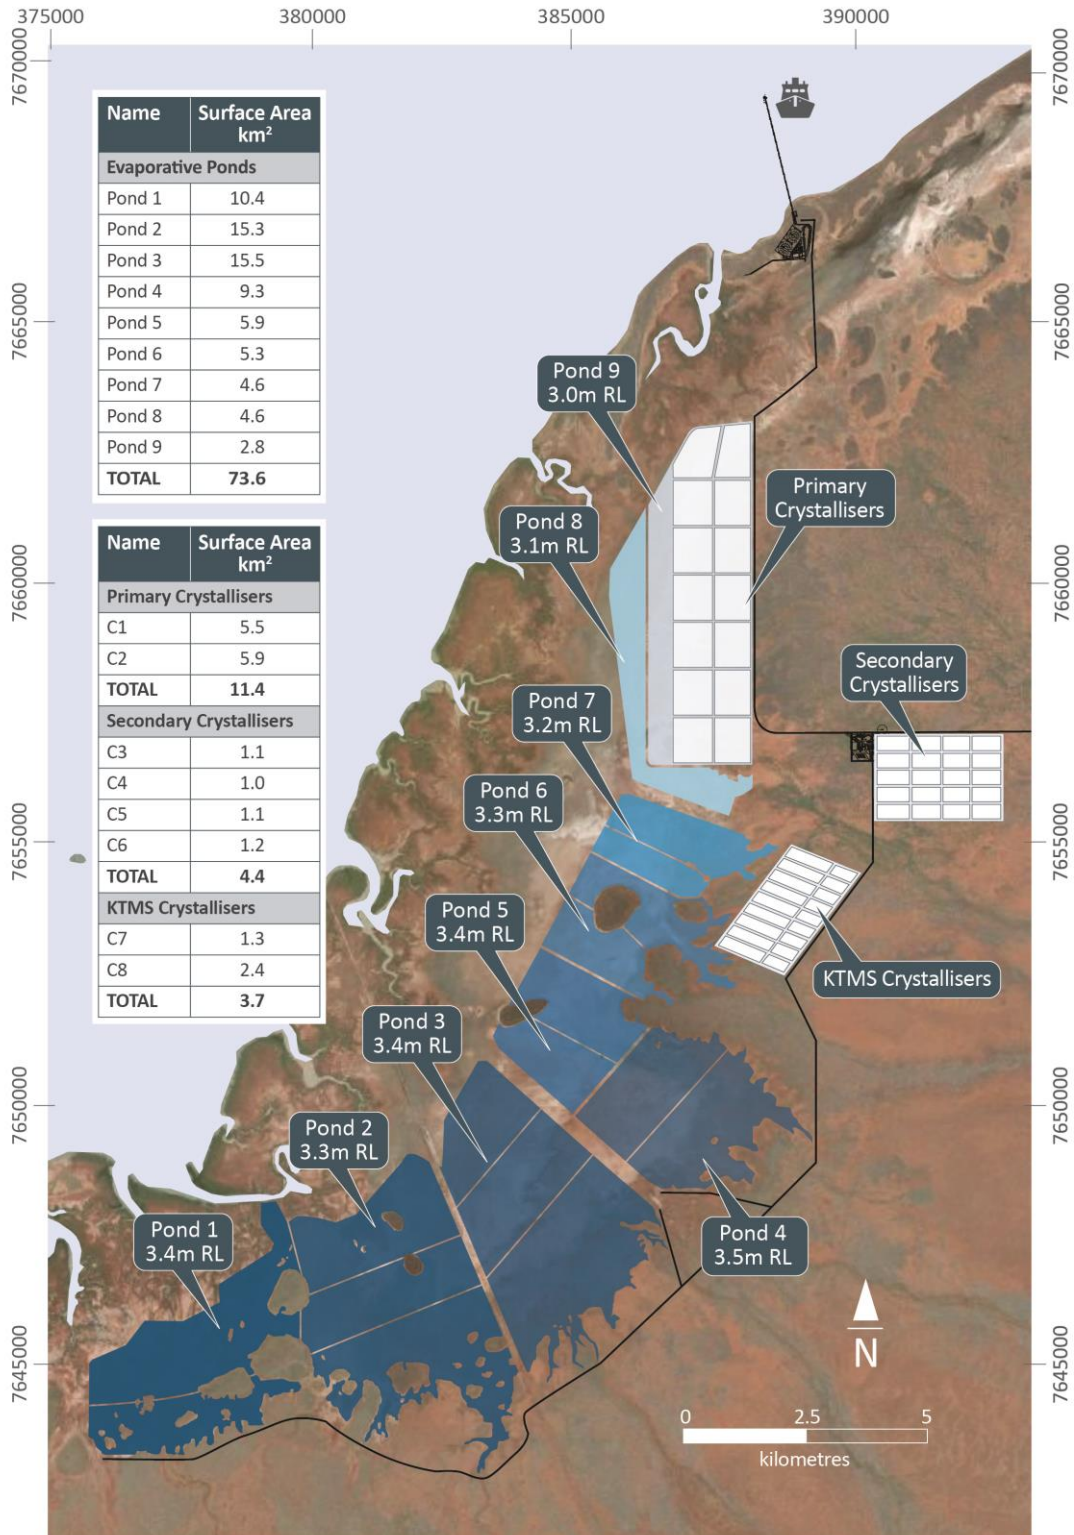 375000 380000 385000 390000
7670000 7670000
Name Surface Area
km²
Evaporative Ponds
Pond 1 10.4
Pond 2 15.3
Pond 3 15.5
Pond 4 9.3
Pond 5 5.9
Pond 6 5.3
Pond 7 4.6
Pond 8 4.6
Pond 9 2.8
TOTAL 73.6
7665000 7665000
Name Surface Area
km²
Primary Crystallisers
C1 5.5
C2 5.9
TOTAL 11.4
Secondary Crystallisers
C3 1.1
C4 1.0
C5 1.1
C6 1.2
TOTAL 4.4
KTMS Crystallisers
C7 1.3
C8 2.4
TOTAL 3.7
Pond 9
3.0m RL
Primary
Crystallisers
Pond 8
3.1m RL
7660000 7660000
Secondary
Crystallisers
Pond 7
3.2m RL
Pond 6
3.3m RL
7655000 7655000
Pond 5
3.4m RL
KTMS Crystallisers
Pond 3
3.4m RL
7650000 7650000
Pond 2
3.3m RL
Pond 1
3.4m RL
Pond 4
3.5m RL
N
7645000 7645000
0 2.5 5
kilometres